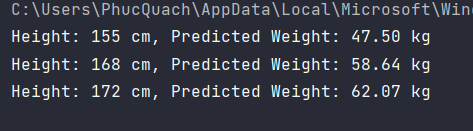 C:\Users\PhucQuach\AppData\Local\Microsoft\Win
Height: 155 cm, Predicted Weight: 47.50 kg
Height: 168 cm, Predicted Weight: 58.64 kg
Height: 172 cm, Predicted Weight: 62.07 kg